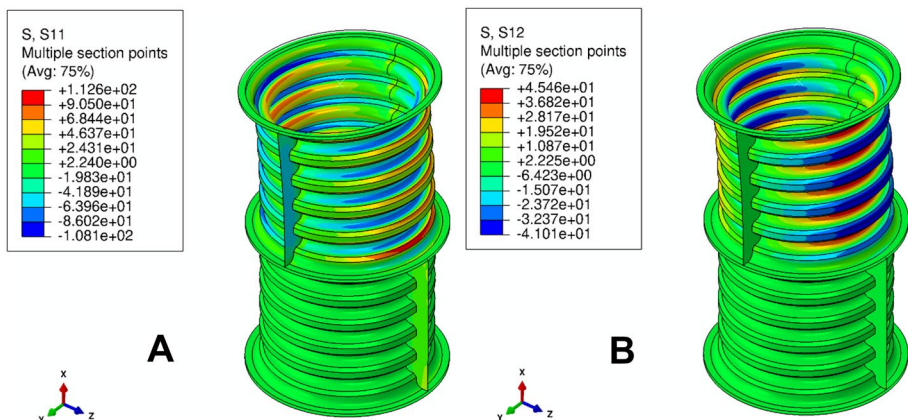 S, S11
Multiple section points
(Avg: 75%)
+1.126e+02
+9.050e+01
+6.844e+01
+4.637e+01
+2.431e+01
+2.240e+00
-1.983e+01
-4.189e+01
-6.396e+01
-8.602e+01
-1.081e+02
A
X
Y
Z
S, S12
Multiple section points
(Avg: 75%)
+4.546e+01
+3.682e+01
+2.817e+01
+1.952e+01
+1.087e+01
+2.225e+00
-6.423e+00
-1.507e+01
-2.372e+01
-3.237e+01
-4.101e+01
B
X
Y
Z